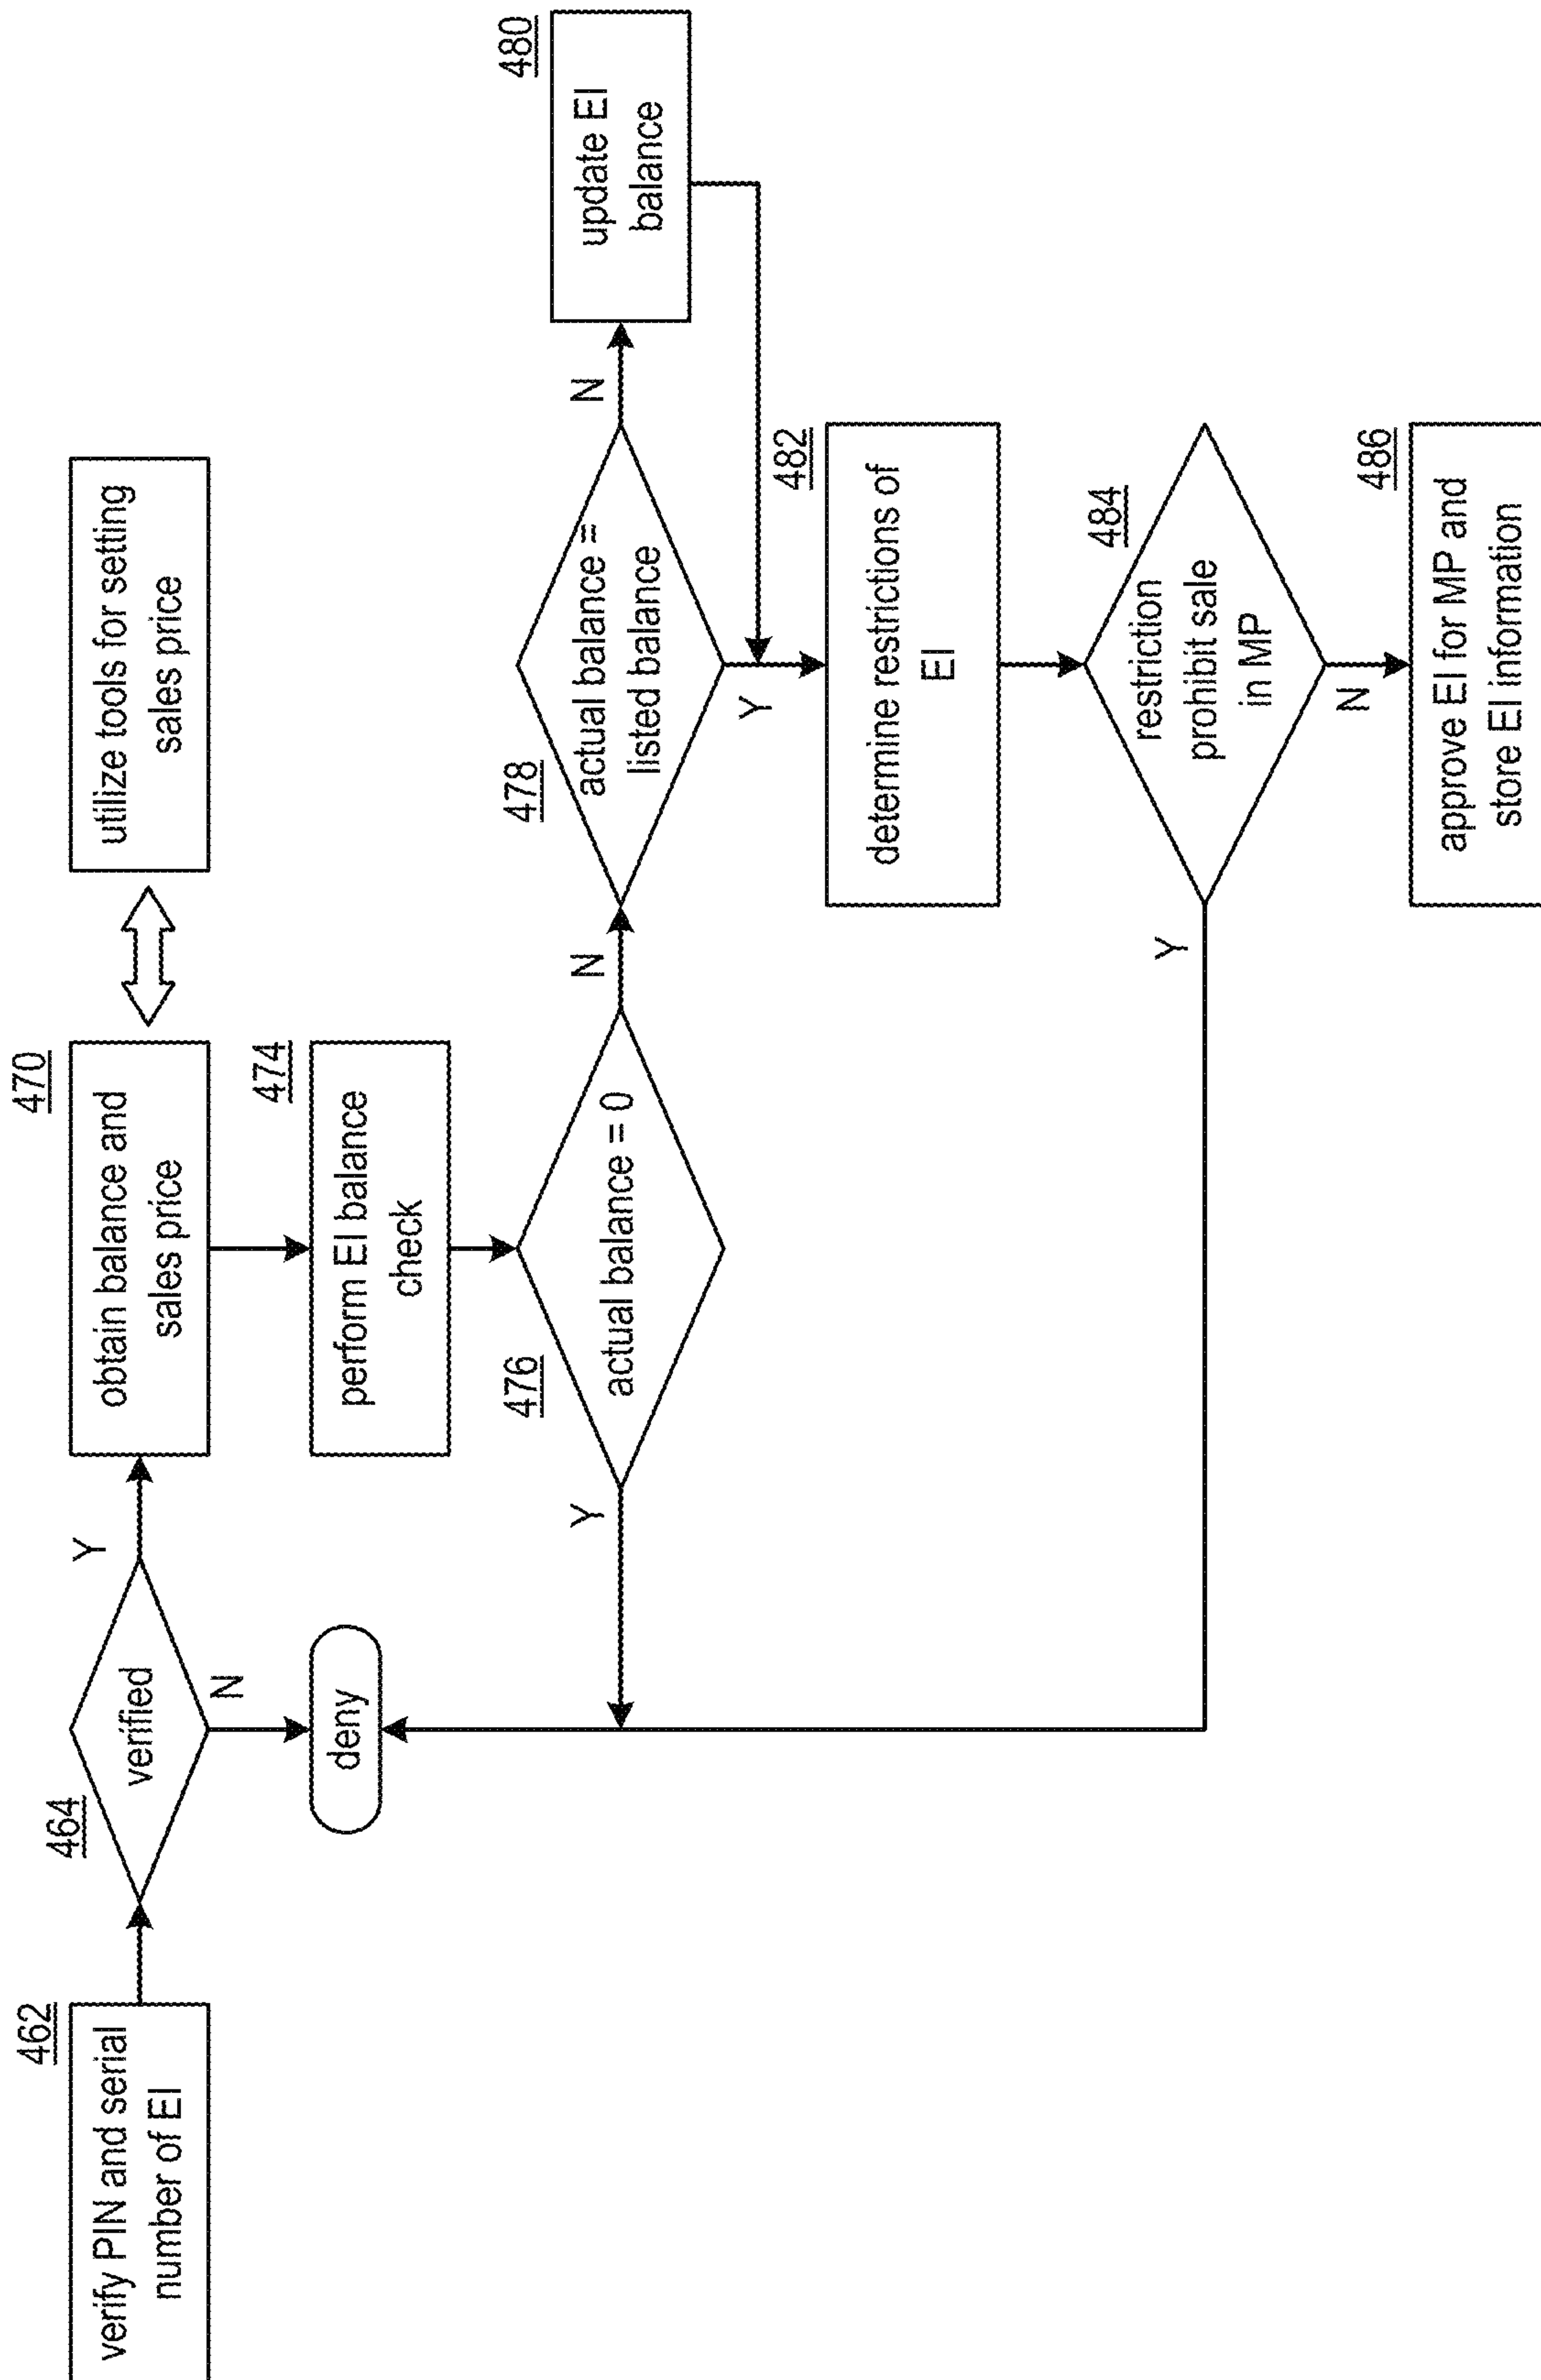 462
verify PIN and serial
number of EI
464
verified
Y
N
deny
470
obtain balance and
sales price
utilize tools for setting
sales price
474
perform EI balance
check
476
actual balance = 0
Y
N
478
actual balance =
listed balance
N
Y
480
update EI
balance
482
determine restrictions of
EI
484
restriction
prohibit sale
in MP
Y
N
486
approve EI for MP and
store EI information